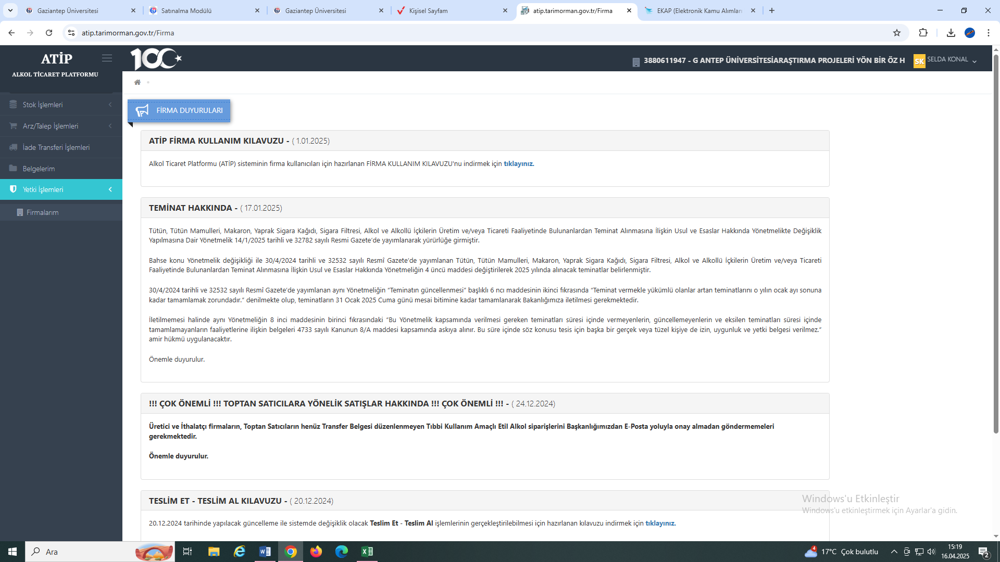 Gaziantep Üniversitesi
Satınalma Modülü
Gaziantep Üniversitesi
Kişisel Sayfam
atip.tarimorman.gov.tr/Firma
EKAP (Elektronik Kamu Alımları
atip.tarimorman.gov.tr/Firma
ATİP
ALKOL TİCARET PLATFORMU
100
3880611947 - G ANTEP ÜNİVERSİTESİARAŞTIRMA PROJELERİ YÖN BİR ÖZ H
SK
SELDA KONAL
Stok İşlemleri
Arz/Talep İşlemleri
İade Transferi İşlemleri
Belgelerim
Yetki İşlemleri
Firmalarım
FİRMA DUYURULARI
ATİP FİRMA KULLANIM KILAVUZU - ( 1.01.2025)
Alkol Ticaret Platformu (ATİP) sisteminin firma kullanıcıları için hazırlanan FİRMA KULLANIM KILAVUZU'nu indirmek için tıklayınız.
TEMİNAT HAKKINDA - ( 17.01.2025)
Tütün, Tütün Mamulleri, Makaron, Yaprak Sigara Kağıdı, Sigara Filtresi, Alkol ve Alkollü İçkilerin Üretim ve/veya Ticareti Faaliyetinde Bulunanlardan Teminat Alınmasına İlişkin Usul ve Esaslar Hakkında Yönetmelikte Değişiklik
Yapılmasına Dair Yönetmelik 14/1/2025 tarihli ve 32782 sayılı Resmi Gazete’de yayımlanarak yürürlüğe girmiştir.
Bahse konu Yönetmelik değişikliği ile 30/4/2024 tarihli ve 32532 sayılı Resmî Gazete’de yayımlanan Tütün, Tütün Mamulleri, Makaron, Yaprak Sigara Kağıdı, Sigara Filtresi, Alkol ve Alkollü İçkilerin Üretim ve/veya Ticareti
Faaliyetinde Bulunanlardan Teminat Alınmasına İlişkin Usul ve Esaslar Hakkında Yönetmeliğin 4 üncü maddesi değiştirilerek 2025 yılında alınacak teminatlar belirlenmiştir.
30/4/2024 tarihli ve 32532 sayılı Resmî Gazete’de yayımlanan aynı Yönetmeliğin “Teminatın güncellenmesi” başlıklı 6 ncı maddesinin ikinci fıkrasında “Teminat vermekle yükümlü olanlar artan teminatlarını o yılın ocak ayı sonuna
kadar tamamlamak zorundadır.” denilmekte olup, teminatların 31 Ocak 2025 Cuma günü mesai bitimine kadar tamamlanarak Bakanlığımıza iletilmesi gerekmektedir.
İletilmemesi halinde aynı Yönetmeliğin 8 inci maddesinin birinci fıkrasındaki “Bu Yönetmelik kapsamında verilmesi gereken teminatları süresi içinde vermeyenlerin, güncellemeyenlerin ve eksilen teminatları süresi içinde
tamamlamayanların faaliyetlerine ilişkin belgeleri 4733 sayılı Kanunun 8/A maddesi kapsamında askıya alınır. Bu süre içinde söz konusu tesis için başka bir gerçek veya tüzel kişiye de izin, uygunluk ve yetki belgesi verilmez.”
amir hükmü uygulanacaktır.
Önemle duyurulur.
!!! ÇOK ÖNEMLİ !!! TOPTAN SATICILARA YÖNELİK SATIŞLAR HAKKINDA !!! ÇOK ÖNEMLİ !!! - ( 24.12.2024)
Üretici ve İthalatçı firmaların, Toptan Satıcıların henüz Transfer Belgesi düzenlenmeyen Tıbbi Kullanım Amaçlı Etil Alkol siparişlerini Başkanlığımızdan E-Posta yoluyla onay almadan göndermemeleri
gerekmektedir.
Önemle duyurulur.
TESLİM ET - TESLİM AL KILAVUZU - ( 20.12.2024)
20.12.2024 tarihinde yapılacak güncelleme ile sistemde değişiklik olacak Teslim Et - Teslim Al işlemlerinin gerçekleştirilebilmesi için hazırlanan kılavuzu indirmek için tıklayınız.
Windows'u Etkinleştir
Windows'u etkinleştirmek için Ayarlar'a gidin.
Ara
4
17°C Çok bulutlu
15:19
16.04.2025
2